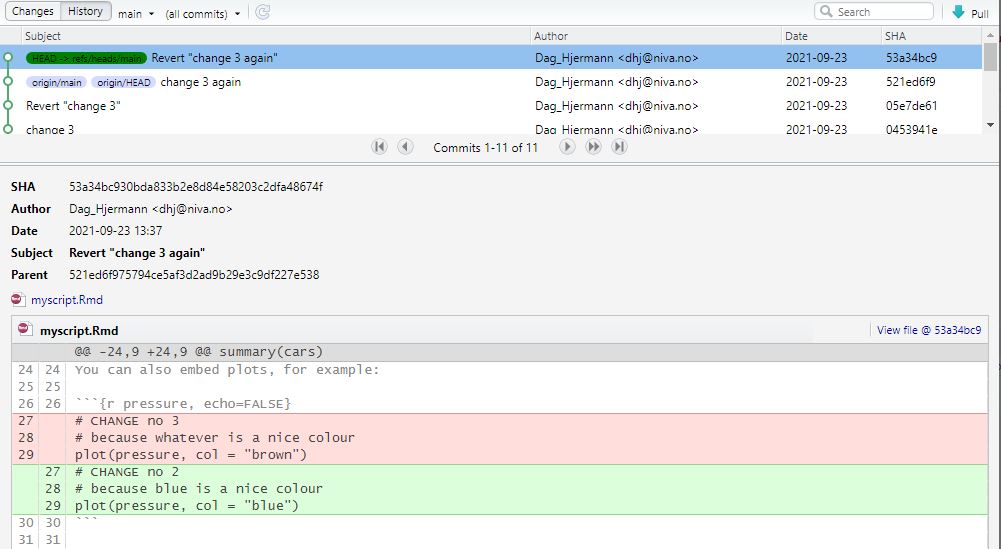 Changes History main (all commits) Search Pull
Subject Author Date SHA
HEAD -> refs/heads/main Revert "change 3 again" Dag_Hjermann <dhj@niva.no> 2021-09-23 53a34bc9
origin/main origin/HEAD change 3 again Dag_Hjermann <dhj@niva.no> 2021-09-23 521ed6f9
Revert "change 3" Dag_Hjermann <dhj@niva.no> 2021-09-23 05e7de61
change 3 Dag_Hjermann <dhj@niva.no> 2021-09-23 0453941e
Commits 1-11 of 11
SHA 53a34bc930bda833b2e8d84e58203c2dfa48674f
Author Dag_Hjermann <dhj@niva.no>
Date 2021-09-23 13:37
Subject Revert "change 3 again"
Parent 521ed6f975794ce5af3d2ad9b29e3c9df227e538
myscript.Rmd
myscript.Rmd View file @ 53a34bc9
@@ -24,9 +24,9 @@ summary(cars)
24 24 You can also embed plots, for example:
25 25
26 26 ```{r pressure, echo=FALSE}
27 # CHANGE no 3
28 # because whatever is a nice colour
29 plot(pressure, col = "brown")
27 # CHANGE no 2
28 # because blue is a nice colour
29 plot(pressure, col = "blue")
30 30 ```
31 31